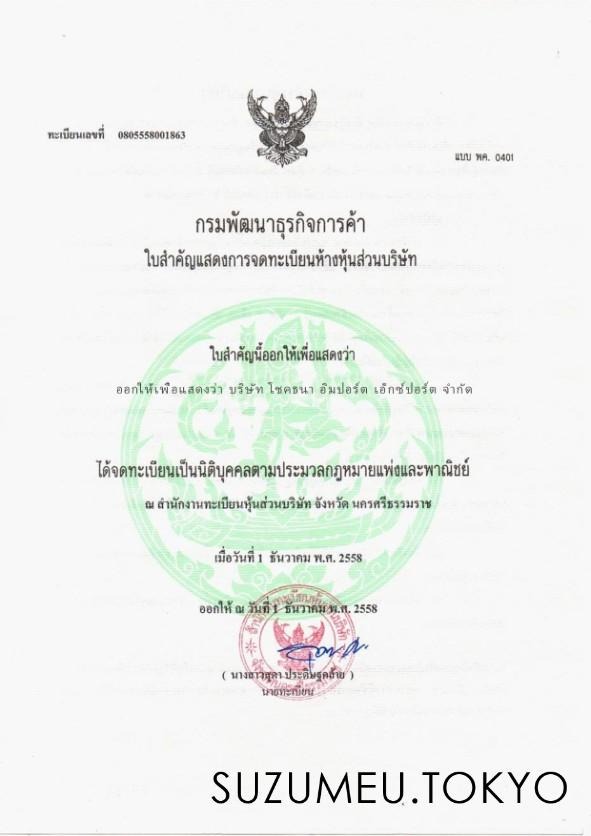 ทะเบียนเลขที่ 0805558001863
แบบ พค. 0401
กรมพัฒนาธุรกิจการค้า
ใบสำคัญแสดงการจดทะเบียนห้างหุ้นส่วนบริษัท
ใบสำคัญนี้ออกให้เพื่อแสดงว่า
ออกให้เพื่อแสดงว่า บริษัท โชคธนา อิมปอร์ต เอ็กซ์ปอร์ต จำกัด
ได้จดทะเบียนเป็นนิติบุคคลตามประมวลกฎหมายแพ่งและพาณิชย์
ณ สำนักงานทะเบียนหุ้นส่วนบริษัท จังหวัด นครศรีธรรมราช
เมื่อวันที่ 1 ธันวาคม พ.ศ. 2558
ออกให้ ณ วันที่ 1 ธันวาคม พ.ศ. 2558
( นางสาวสุดา ประดิษฐคล้าย )
นายทะเบียน
SUZUMEU.TOKYO